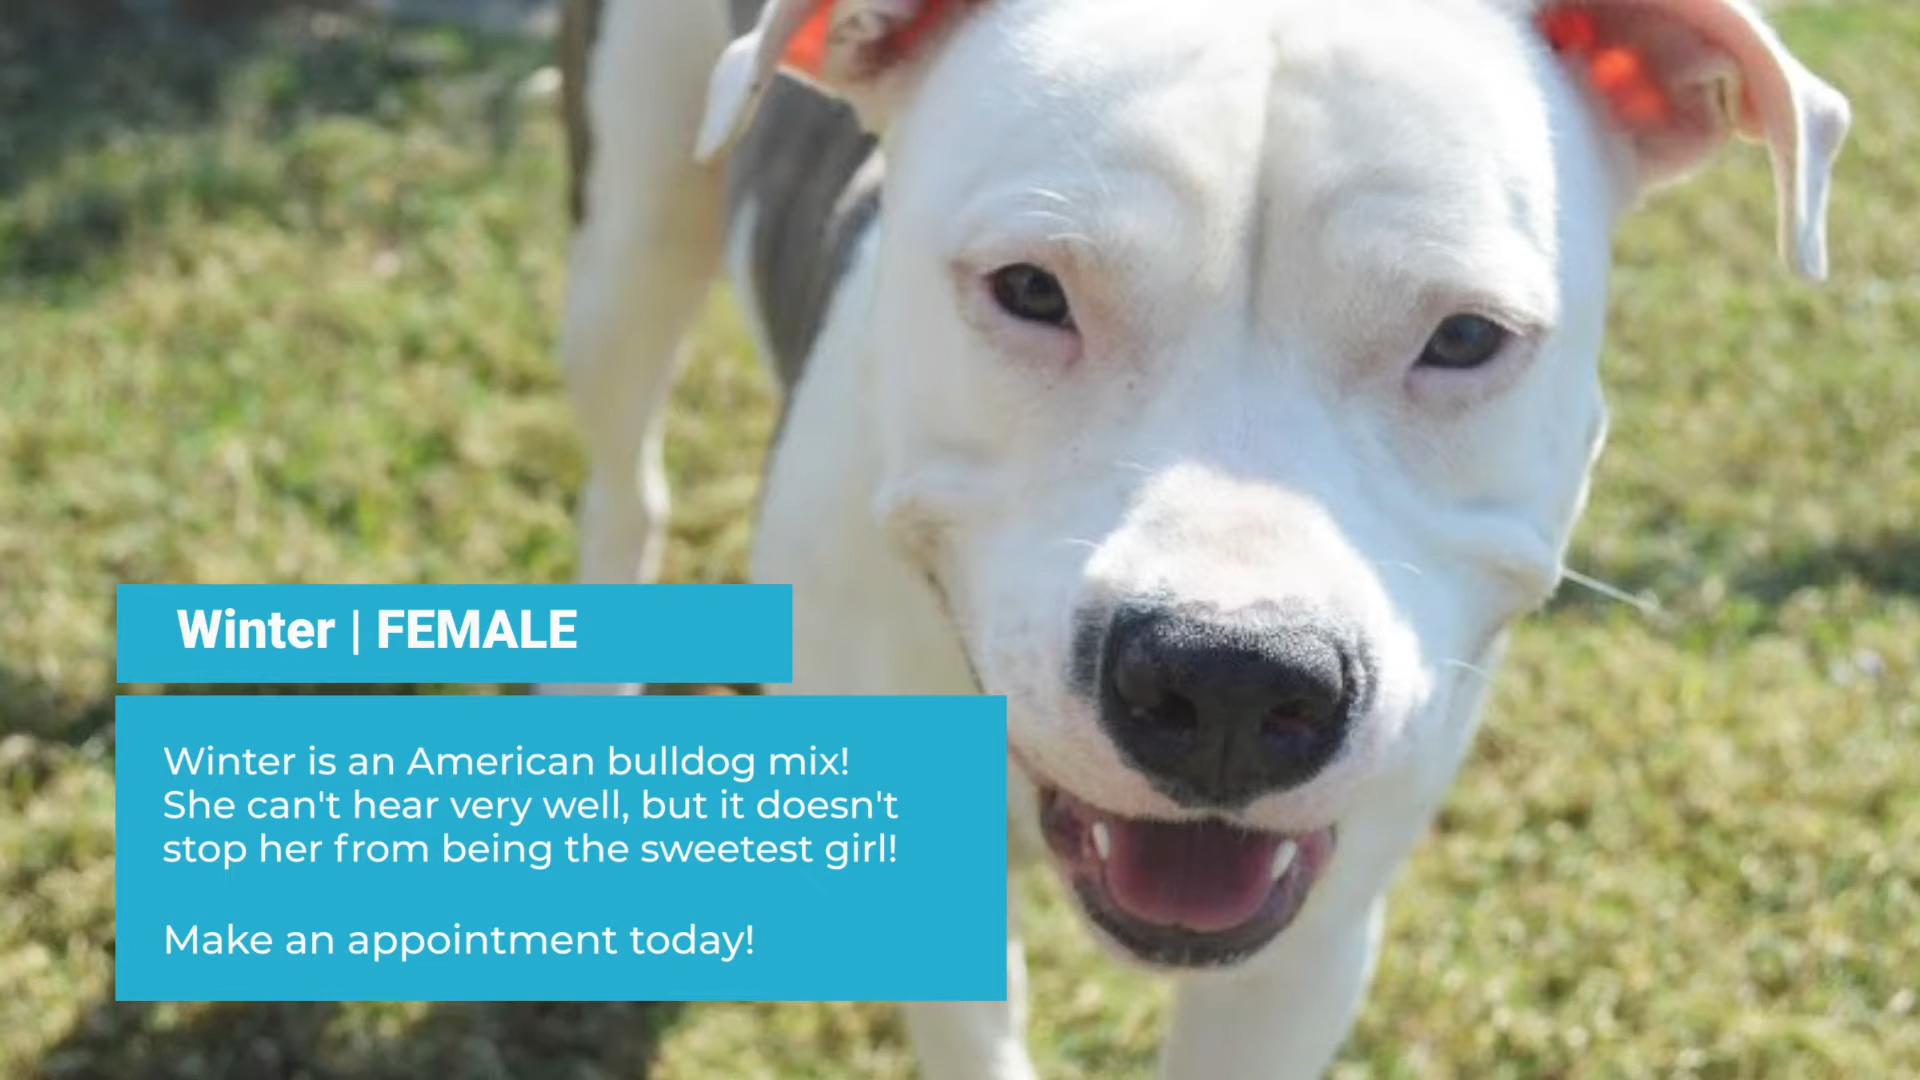 Winter | FEMALE
Winter is an American bulldog mix!
She can't hear very well, but it doesn't
stop her from being the sweetest girl!
Make an appointment today!